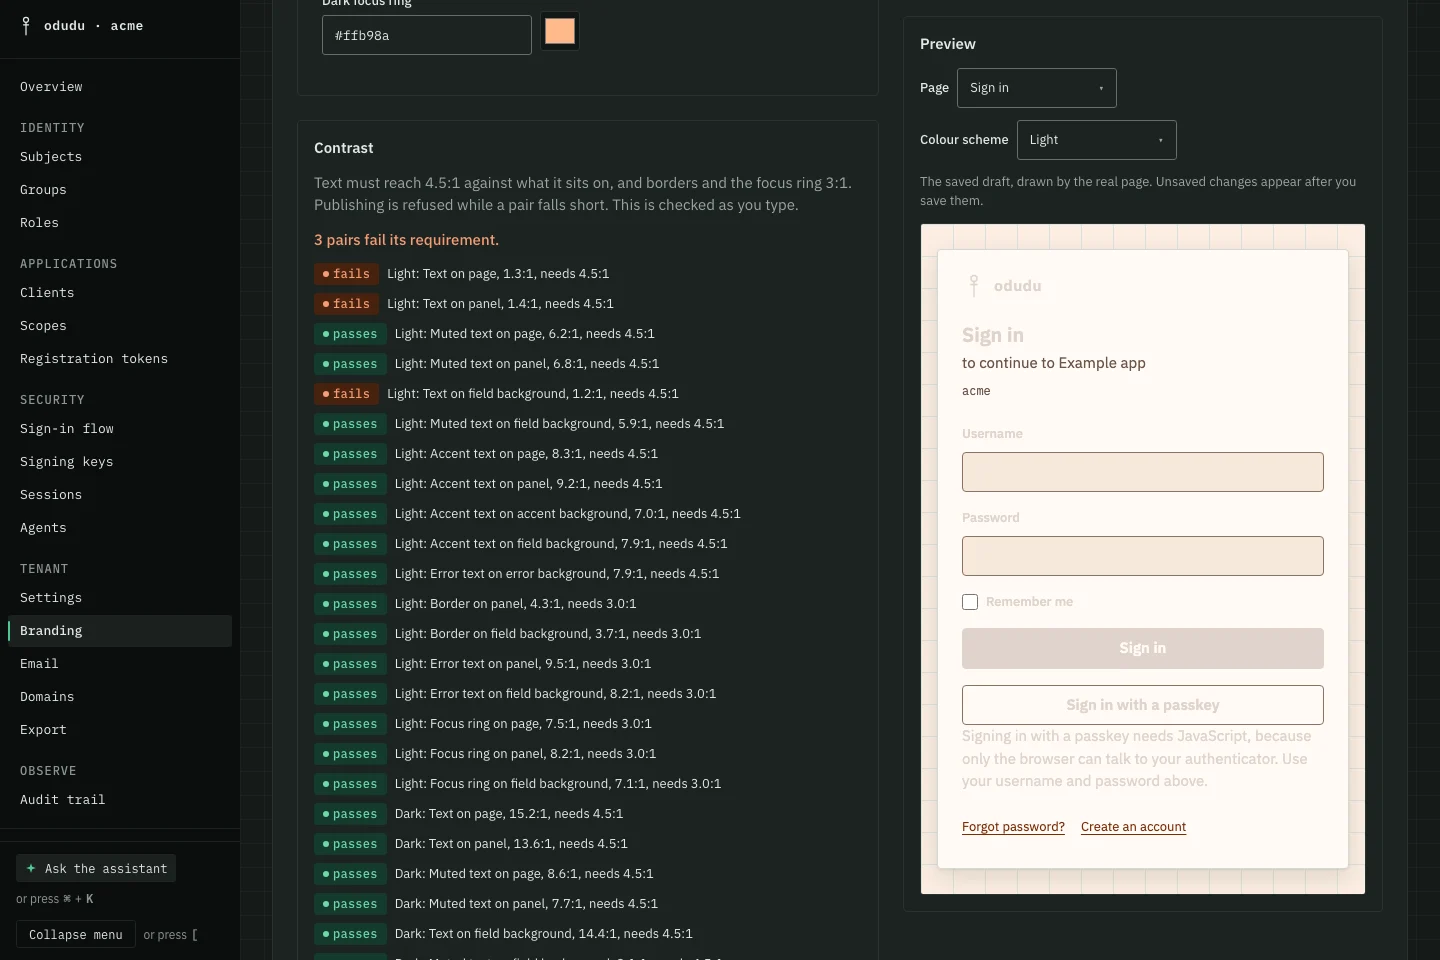 odudu · acme
Overview
IDENTITY
Subjects
Groups
Roles
APPLICATIONS
Clients
Scopes
Registration tokens
SECURITY
Sign-in flow
Signing keys
Sessions
Agents
TENANT
Settings
Branding
Email
Domains
Export
OBSERVE
Audit trail
Ask the assistant
or press ⌘ + K
Collapse menu or press [
Dark focus ring
#ffb98a
Contrast
Text must reach 4.5:1 against what it sits on, and borders and the focus ring 3:1.
Publishing is refused while a pair falls short. This is checked as you type.
3 pairs fail its requirement.
fails Light: Text on page, 1.3:1, needs 4.5:1
fails Light: Text on panel, 1.4:1, needs 4.5:1
passes Light: Muted text on page, 6.2:1, needs 4.5:1
passes Light: Muted text on panel, 6.8:1, needs 4.5:1
fails Light: Text on field background, 1.2:1, needs 4.5:1
passes Light: Muted text on field background, 5.9:1, needs 4.5:1
passes Light: Accent text on page, 8.3:1, needs 4.5:1
passes Light: Accent text on panel, 9.2:1, needs 4.5:1
passes Light: Accent text on accent background, 7.0:1, needs 4.5:1
passes Light: Accent text on field background, 7.9:1, needs 4.5:1
passes Light: Error text on error background, 7.9:1, needs 4.5:1
passes Light: Border on panel, 4.3:1, needs 3.0:1
passes Light: Border on field background, 3.7:1, needs 3.0:1
passes Light: Error text on panel, 9.5:1, needs 3.0:1
passes Light: Error text on field background, 8.2:1, needs 3.0:1
passes Light: Focus ring on page, 7.5:1, needs 3.0:1
passes Light: Focus ring on panel, 8.2:1, needs 3.0:1
passes Light: Focus ring on field background, 7.1:1, needs 3.0:1
passes Dark: Text on page, 15.2:1, needs 4.5:1
passes Dark: Text on panel, 13.6:1, needs 4.5:1
passes Dark: Muted text on page, 8.6:1, needs 4.5:1
passes Dark: Muted text on panel, 7.7:1, needs 4.5:1
passes Dark: Text on field background, 14.4:1, needs 4.5:1
Preview
Page Sign in
Colour scheme Light
The saved draft, drawn by the real page. Unsaved changes appear after you
save them.
odudu
Sign in
to continue to Example app
acme
Username
Password
Remember me
Sign in
Sign in with a passkey
Signing in with a passkey needs JavaScript, because
only the browser can talk to your authenticator. Use
your username and password above.
Forgot password? Create an account